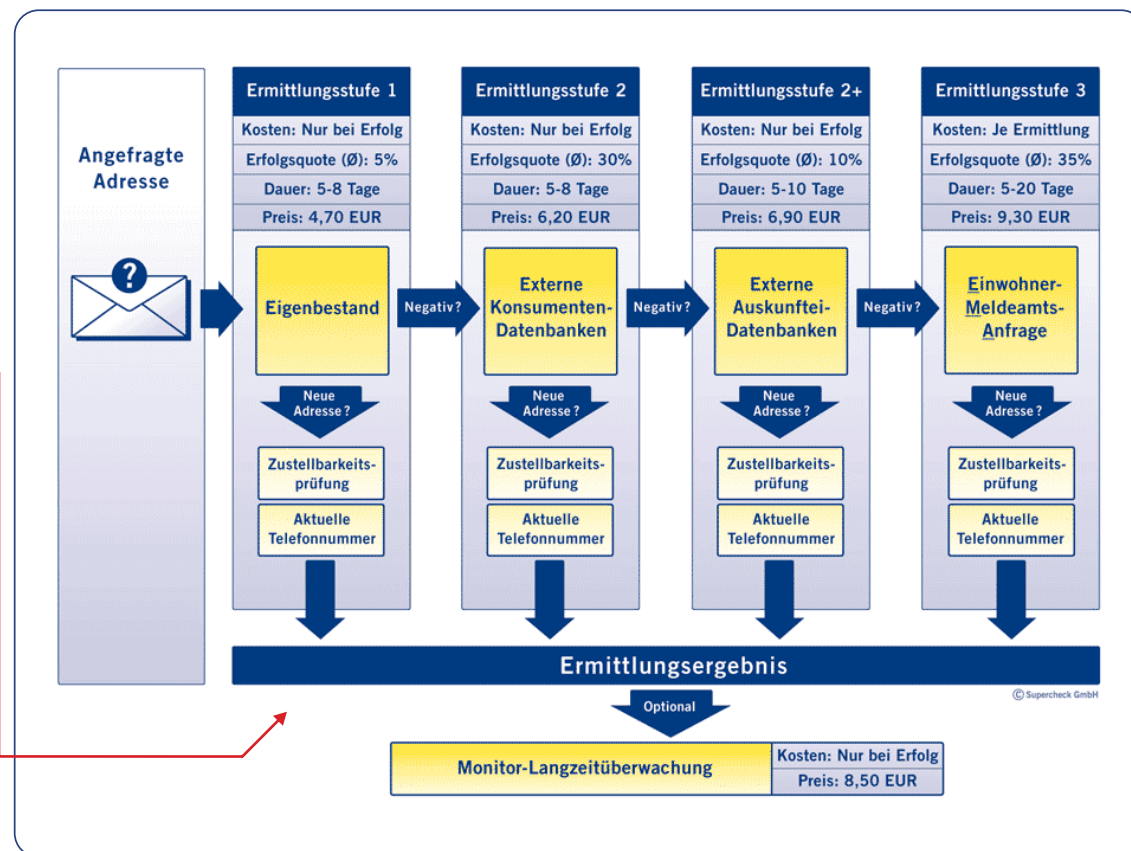 Angefragte
Adresse
?
Ermittlungsstufe 1
Kosten: Nur bei Erfolg
Erfolgsquote (Ø): 5%
Dauer: 5-8 Tage
Preis: 4,70 EUR
Eigenbestand
Negativ?
Neue
Adresse?
Zustellbarkeits-
prüfung
Aktuelle
Telefonnummer
Ermittlungsstufe 2
Kosten: Nur bei Erfolg
Erfolgsquote (Ø): 30%
Dauer: 5-8 Tage
Preis: 6,20 EUR
Externe
Konsumenten-
Datenbanken
Negativ?
Neue
Adresse?
Zustellbarkeits-
prüfung
Aktuelle
Telefonnummer
Ermittlungsstufe 2+
Kosten: Nur bei Erfolg
Erfolgsquote (Ø): 10%
Dauer: 5-10 Tage
Preis: 6,90 EUR
Externe
Auskunftei-
Datenbanken
Negativ?
Neue
Adresse?
Zustellbarkeits-
prüfung
Aktuelle
Telefonnummer
Ermittlungsstufe 3
Kosten: Je Ermittlung
Erfolgsquote (Ø): 35%
Dauer: 5-20 Tage
Preis: 9,30 EUR
Einwohner-
Meldeamts-
Anfrage
Neue
Adresse?
Zustellbarkeits-
prüfung
Aktuelle
Telefonnummer
Ermittlungsergebnis
© Supercheck GmbH
Optional
Monitor-Langzeitüberwachung
Kosten: Nur bei Erfolg
Preis: 8,50 EUR